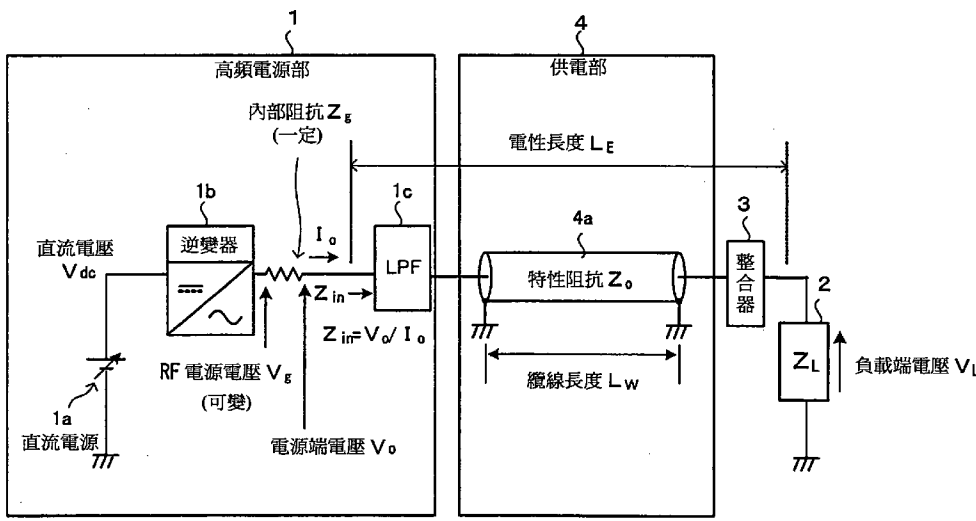 1
高頻電源部
內部阻抗 Zg
(一定)
1b
逆變器
直流電壓
Vdc
Io
1c
LPF
Zin
Zin=Vo/Io
RF 電源電壓 Vg
(可變)
1a
直流電源
電源端電壓 Vo
4
供電部
電性長度 LE
4a
特性阻抗 Zo
纜線長度 LW
3
整合器
2
ZL
負載端電壓 VL